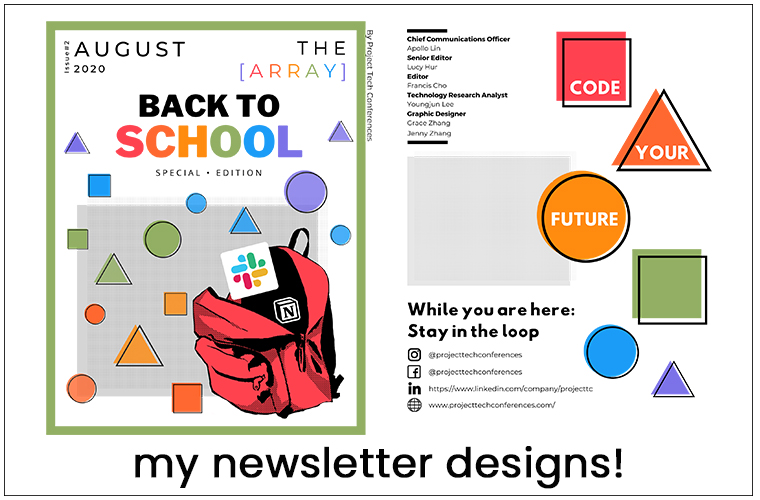 Issue#2
AUGUST
2020
THE
[ARRAY]
By Project Tech Conferences
BACK TO
SCHOOL
SPECIAL • EDITION
N
Chief Communications Officer
Apollo Lin
Senior Editor
Lucy Hur
Editor
Francis Cho
Technology Research Analyst
Youngjun Lee
Graphic Designer
Grace Zhang
Jenny Zhang
CODE
YOUR
FUTURE
While you are here:
Stay in the loop
@projecttechconferences
@projecttechconferences
https://www.linkedin.com/company/projecttc
www.projecttechconferences.com/
my newsletter designs!